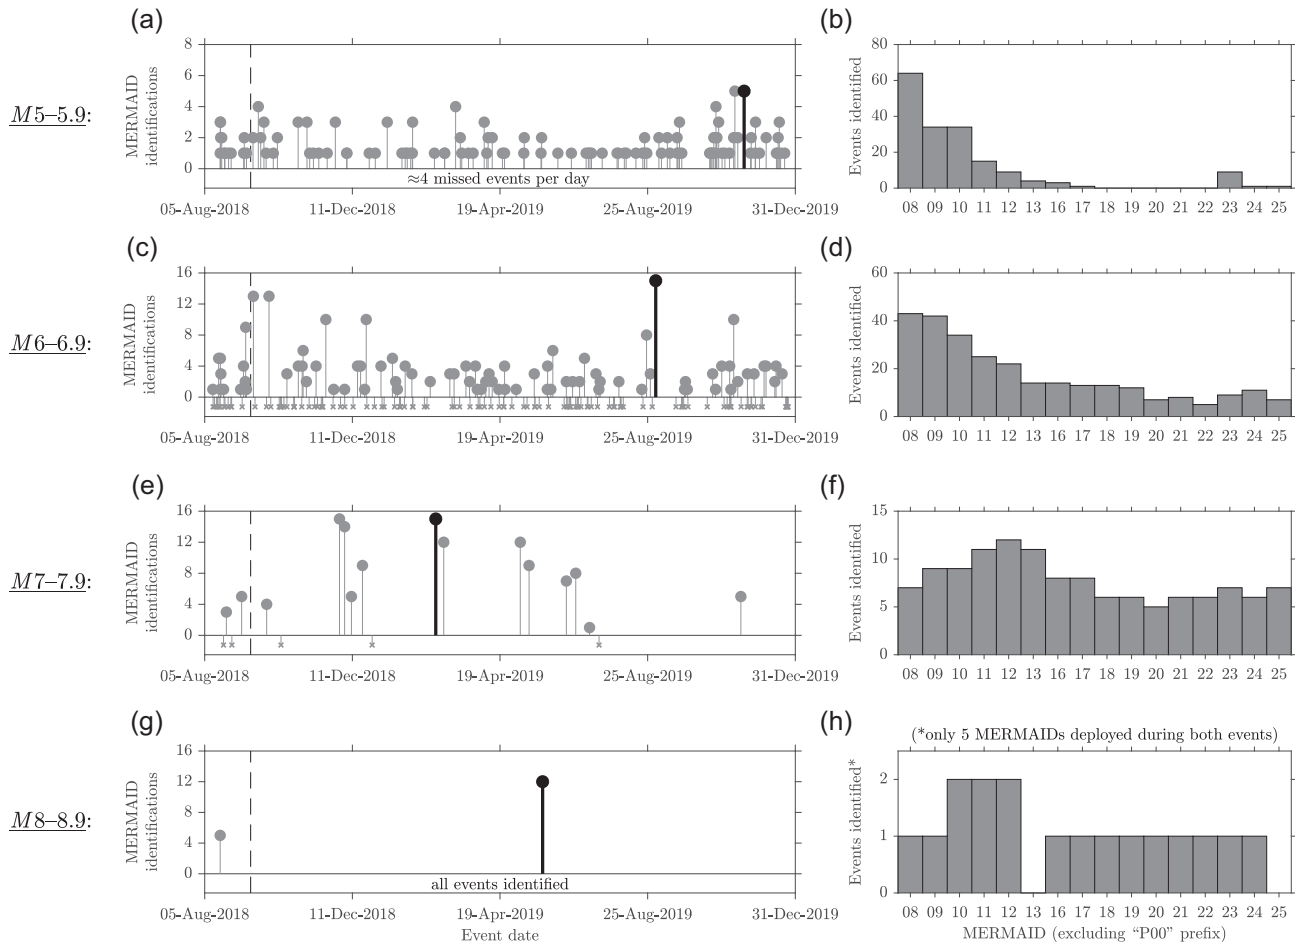 (a)
(b)
M5–5.9:
MERMAID
identifications
8
6
4
2
0
≈4 missed events per day
05-Aug-2018 11-Dec-2018 19-Apr-2019 25-Aug-2019 31-Dec-2019
Events identified
80
60
40
20
0
08 09 10 11 12 13 16 17 18 19 20 21 22 23 24 25
(c)
(d)
M6–6.9:
MERMAID
identifications
16
12
8
4
0
05-Aug-2018 11-Dec-2018 19-Apr-2019 25-Aug-2019 31-Dec-2019
Events identified
60
40
20
0
08 09 10 11 12 13 16 17 18 19 20 21 22 23 24 25
(e)
(f)
M7–7.9:
MERMAID
identifications
16
12
8
4
0
05-Aug-2018 11-Dec-2018 19-Apr-2019 25-Aug-2019 31-Dec-2019
Events identified
15
10
5
0
08 09 10 11 12 13 16 17 18 19 20 21 22 23 24 25
(g)
(h)
M8–8.9:
MERMAID
identifications
16
12
8
4
0
all events identified
05-Aug-2018 11-Dec-2018 19-Apr-2019 25-Aug-2019 31-Dec-2019
Event date
(*only 5 MERMAIDs deployed during both events)
Events identified*
2
1
0
08 09 10 11 12 13 16 17 18 19 20 21 22 23 24 25
MERMAID (excluding “P00” prefix)